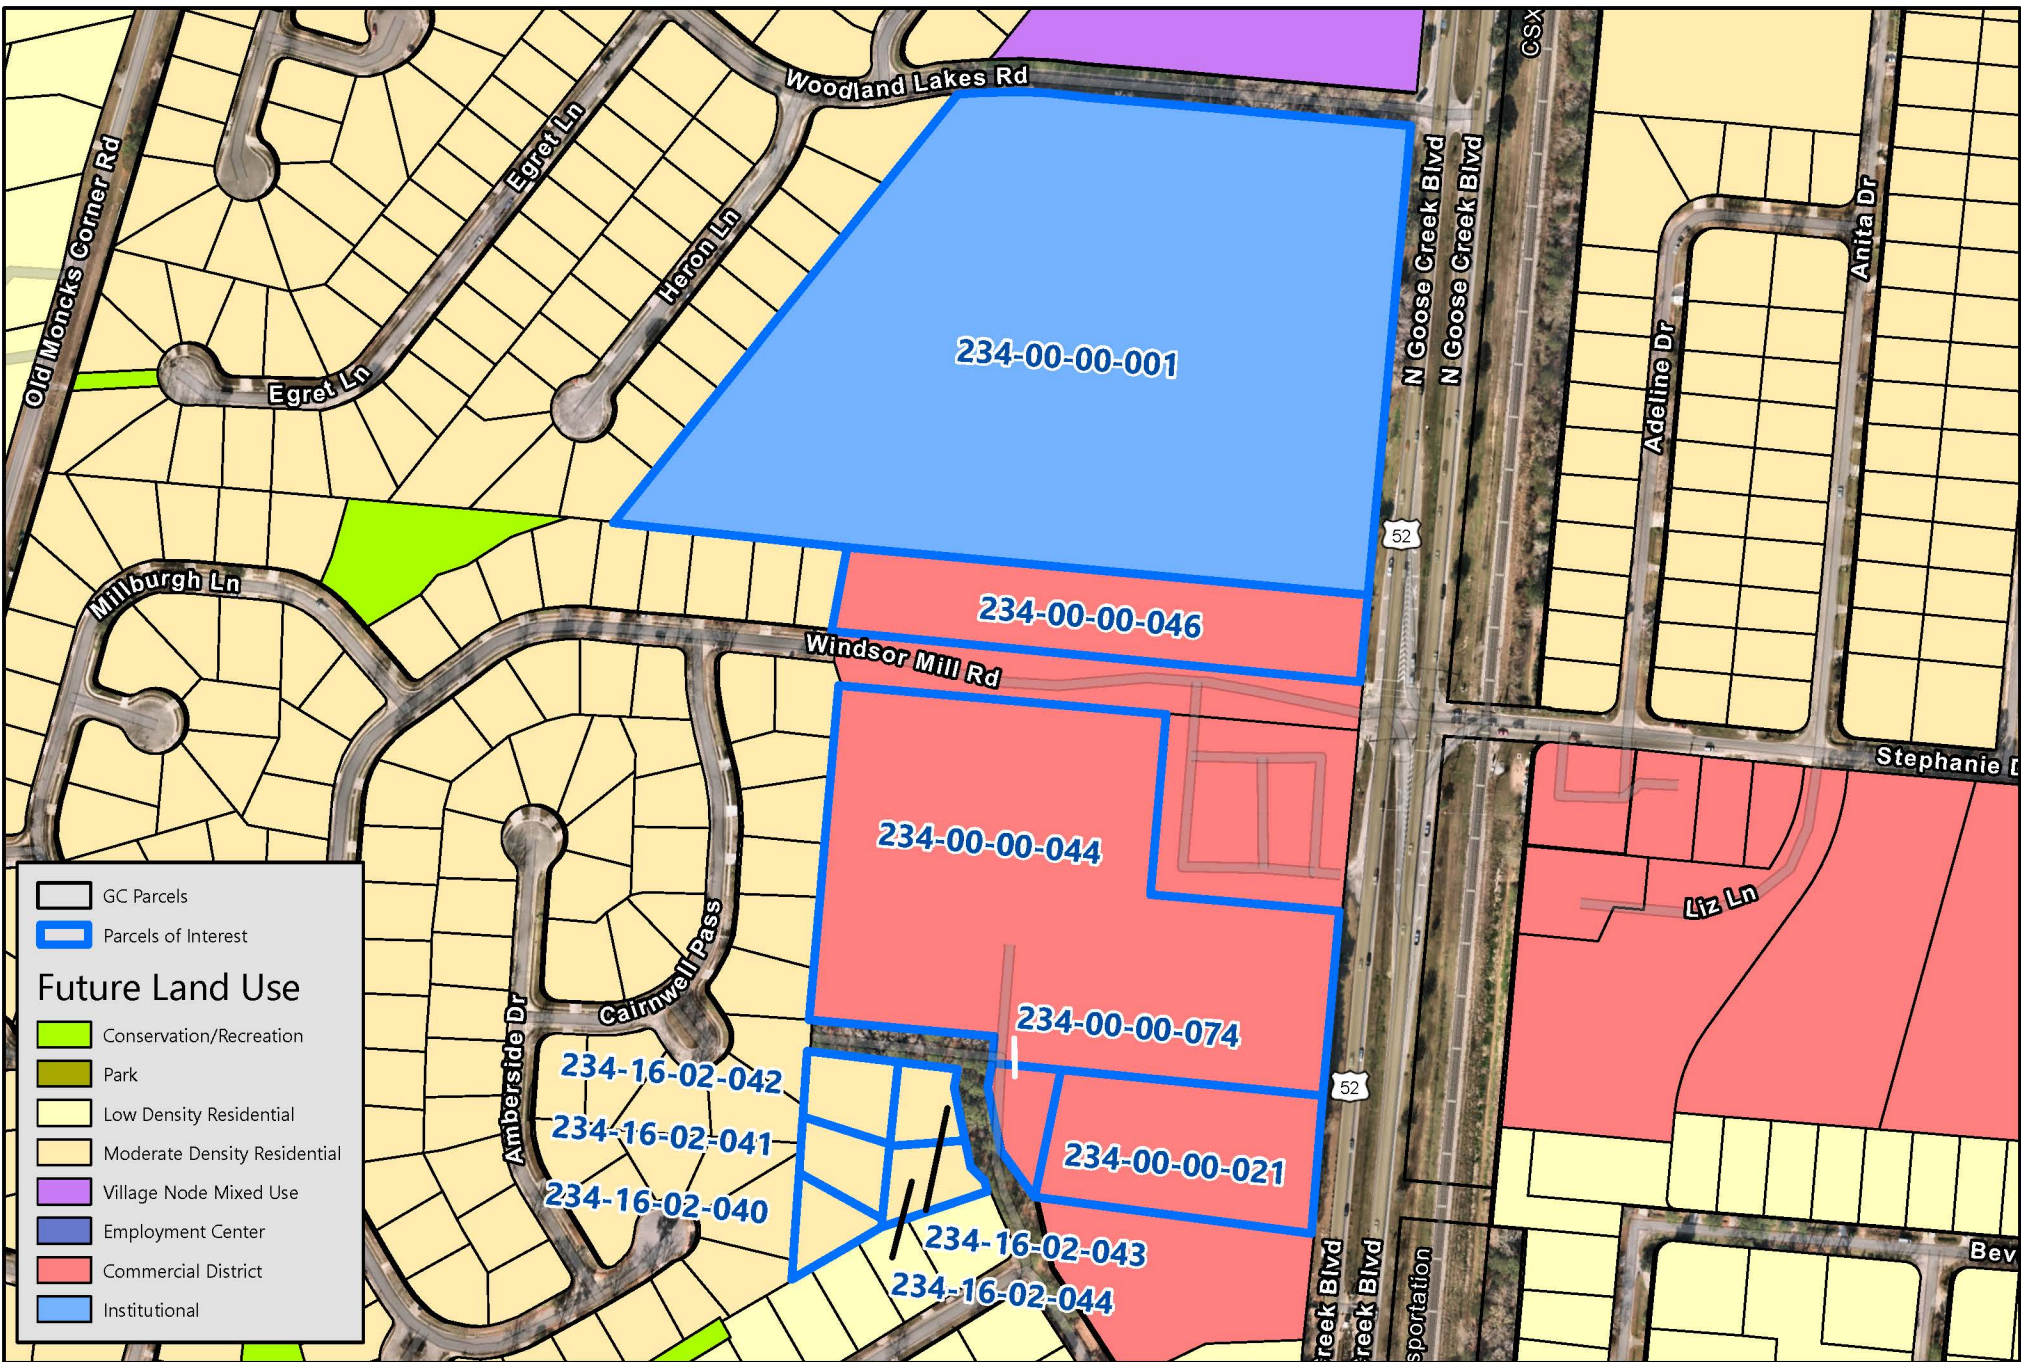 Woodland Lakes Rd
CSX
Egret Ln
Old Moncks Corner Rd
Heron Ln
N Goose Creek Blvd
N Goose Creek Blvd
Anita Dr
Adeline Dr
234-00-00-001
Egret Ln
52
Millburgh Ln
234-00-00-046
Windsor Mill Rd
Stephanie D
234-00-00-044
Liz Ln
Cairnwell Pass
Amberside Dr
234-00-00-074
234-16-02-042
52
234-16-02-041
234-00-00-021
234-16-02-040
234-16-02-043
234-16-02-044
reek Blvd
reek Blvd
sportation
Bev
GC Parcels
Parcels of Interest
Future Land Use
Conservation/Recreation
Park
Low Density Residential
Moderate Density Residential
Village Node Mixed Use
Employment Center
Commercial District
Institutional